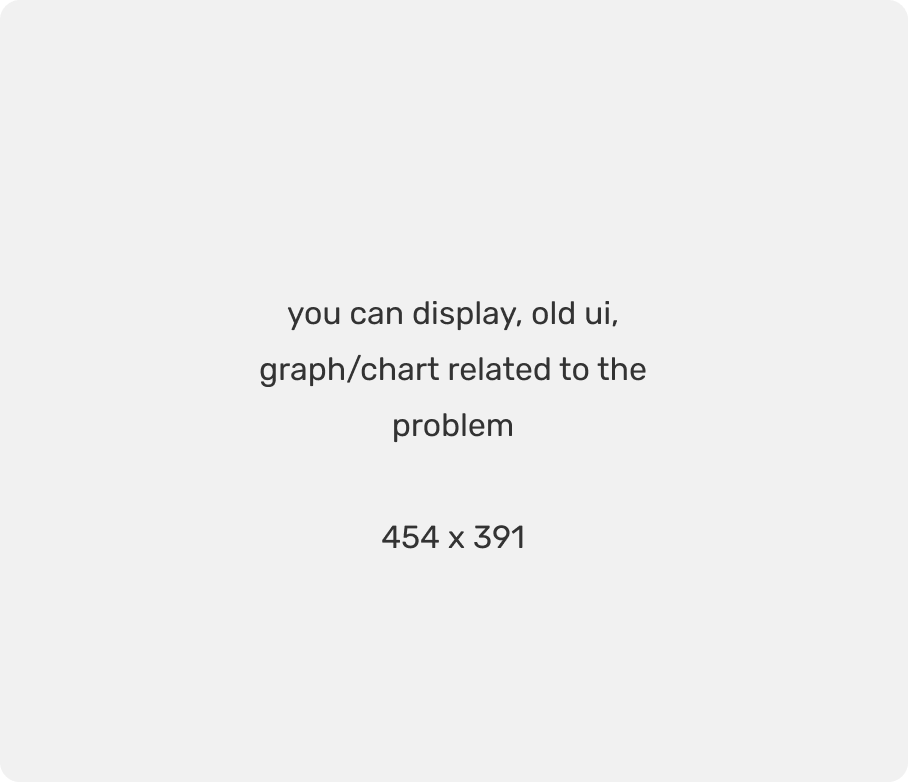 you can display, old ui,
graph/chart related to the
problem
454 x 391